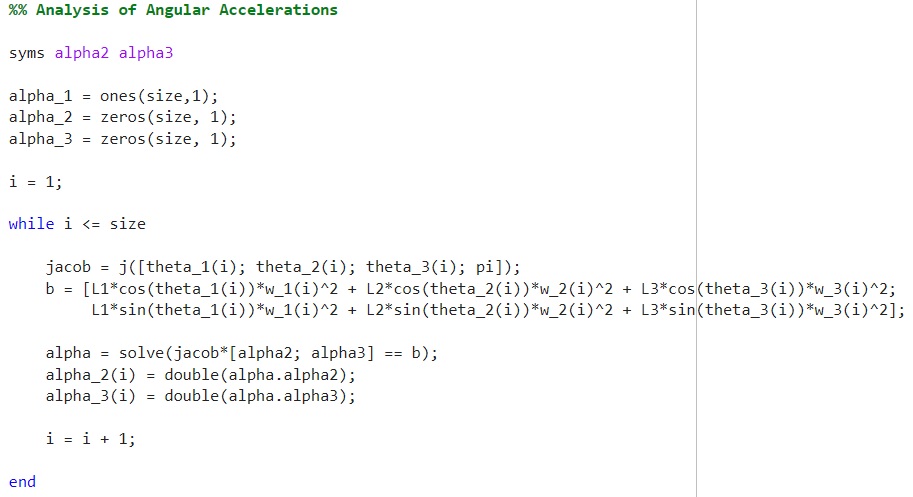 %% Analysis of Angular Accelerations
syms alpha2 alpha3
alpha_1 = ones(size,1);
alpha_2 = zeros(size, 1);
alpha_3 = zeros(size, 1);
i = 1;
while i <= size
jacob = j([theta_1(i); theta_2(i); theta_3(i); pi]);
b = [L1*cos(theta_1(i))*w_1(i)^2 + L2*cos(theta_2(i))*w_2(i)^2 + L3*cos(theta_3(i))*w_3(i)^2;
L1*sin(theta_1(i))*w_1(i)^2 + L2*sin(theta_2(i))*w_2(i)^2 + L3*sin(theta_3(i))*w_3(i)^2];
alpha = solve(jacob*[alpha2; alpha3] == b);
alpha_2(i) = double(alpha.alpha2);
alpha_3(i) = double(alpha.alpha3);
i = i + 1;
end